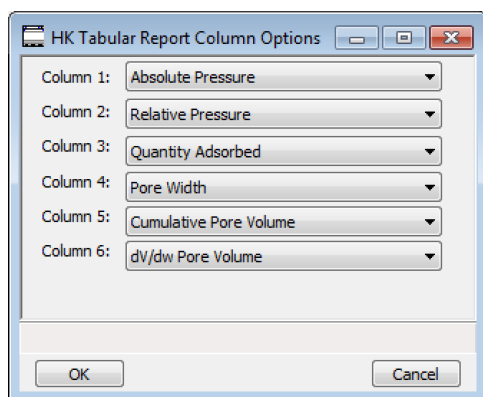 HK Tabular Report Column Options
Column 1: Absolute Pressure
Column 2: Relative Pressure
Column 3: Quantity Adsorbed
Column 4: Pore Width
Column 5: Cumulative Pore Volume
Column 6: dV/dw Pore Volume
OK Cancel